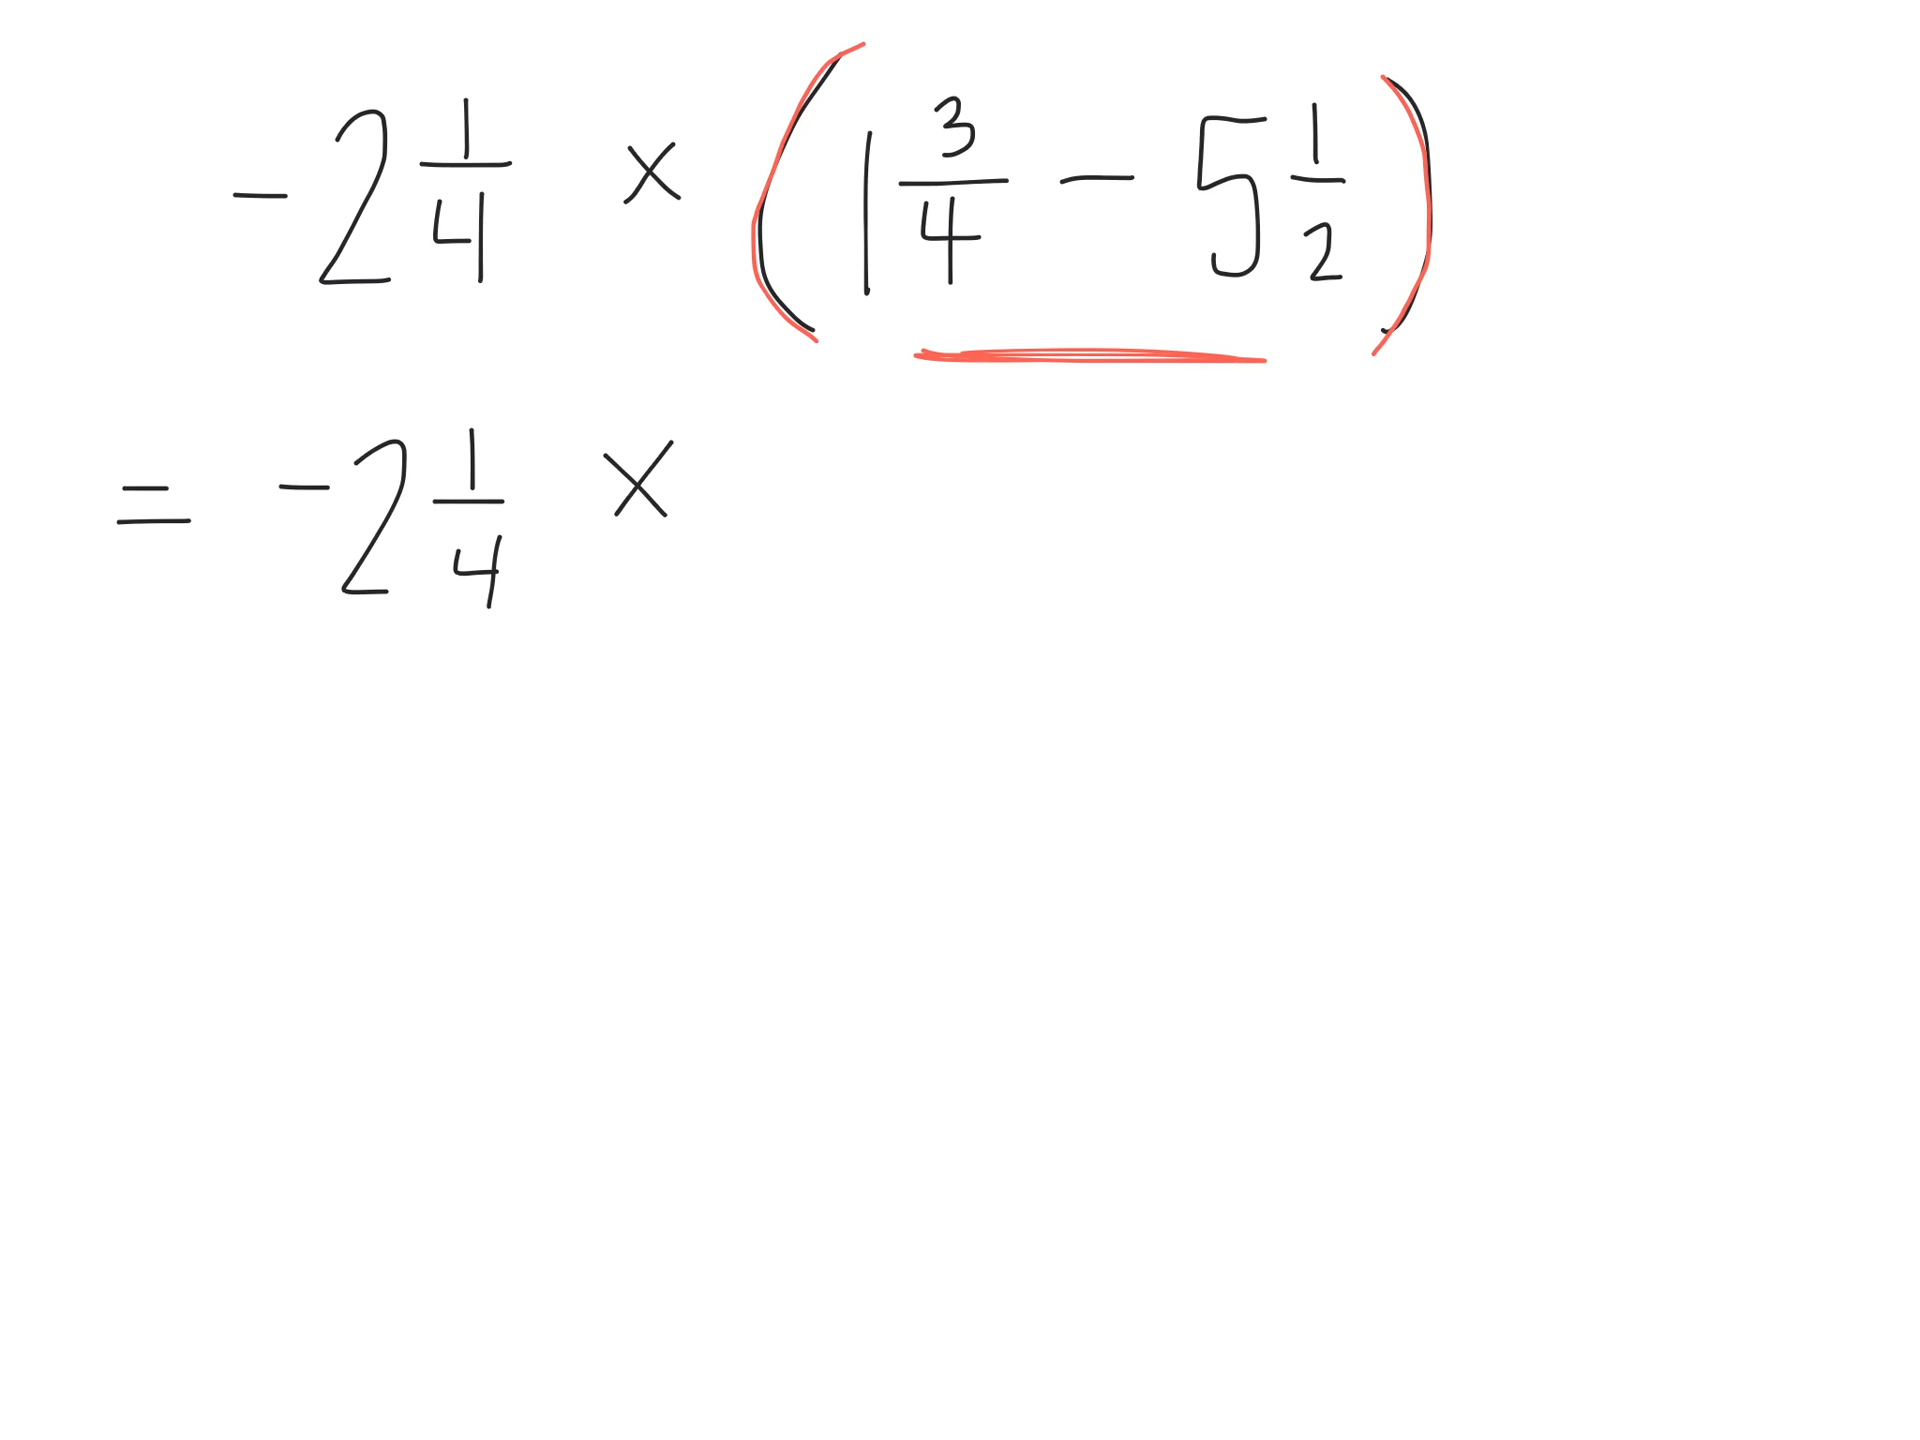 -2 1/4 × (1 3/4 - 5 1/2)
= -2 1/4 ×